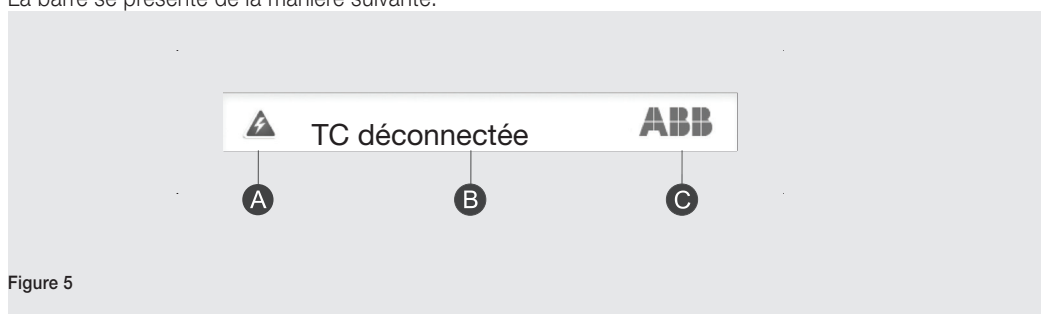 La barre se présente de la manière suivante:
TC déconnectée ABB
A B C
Figure 5